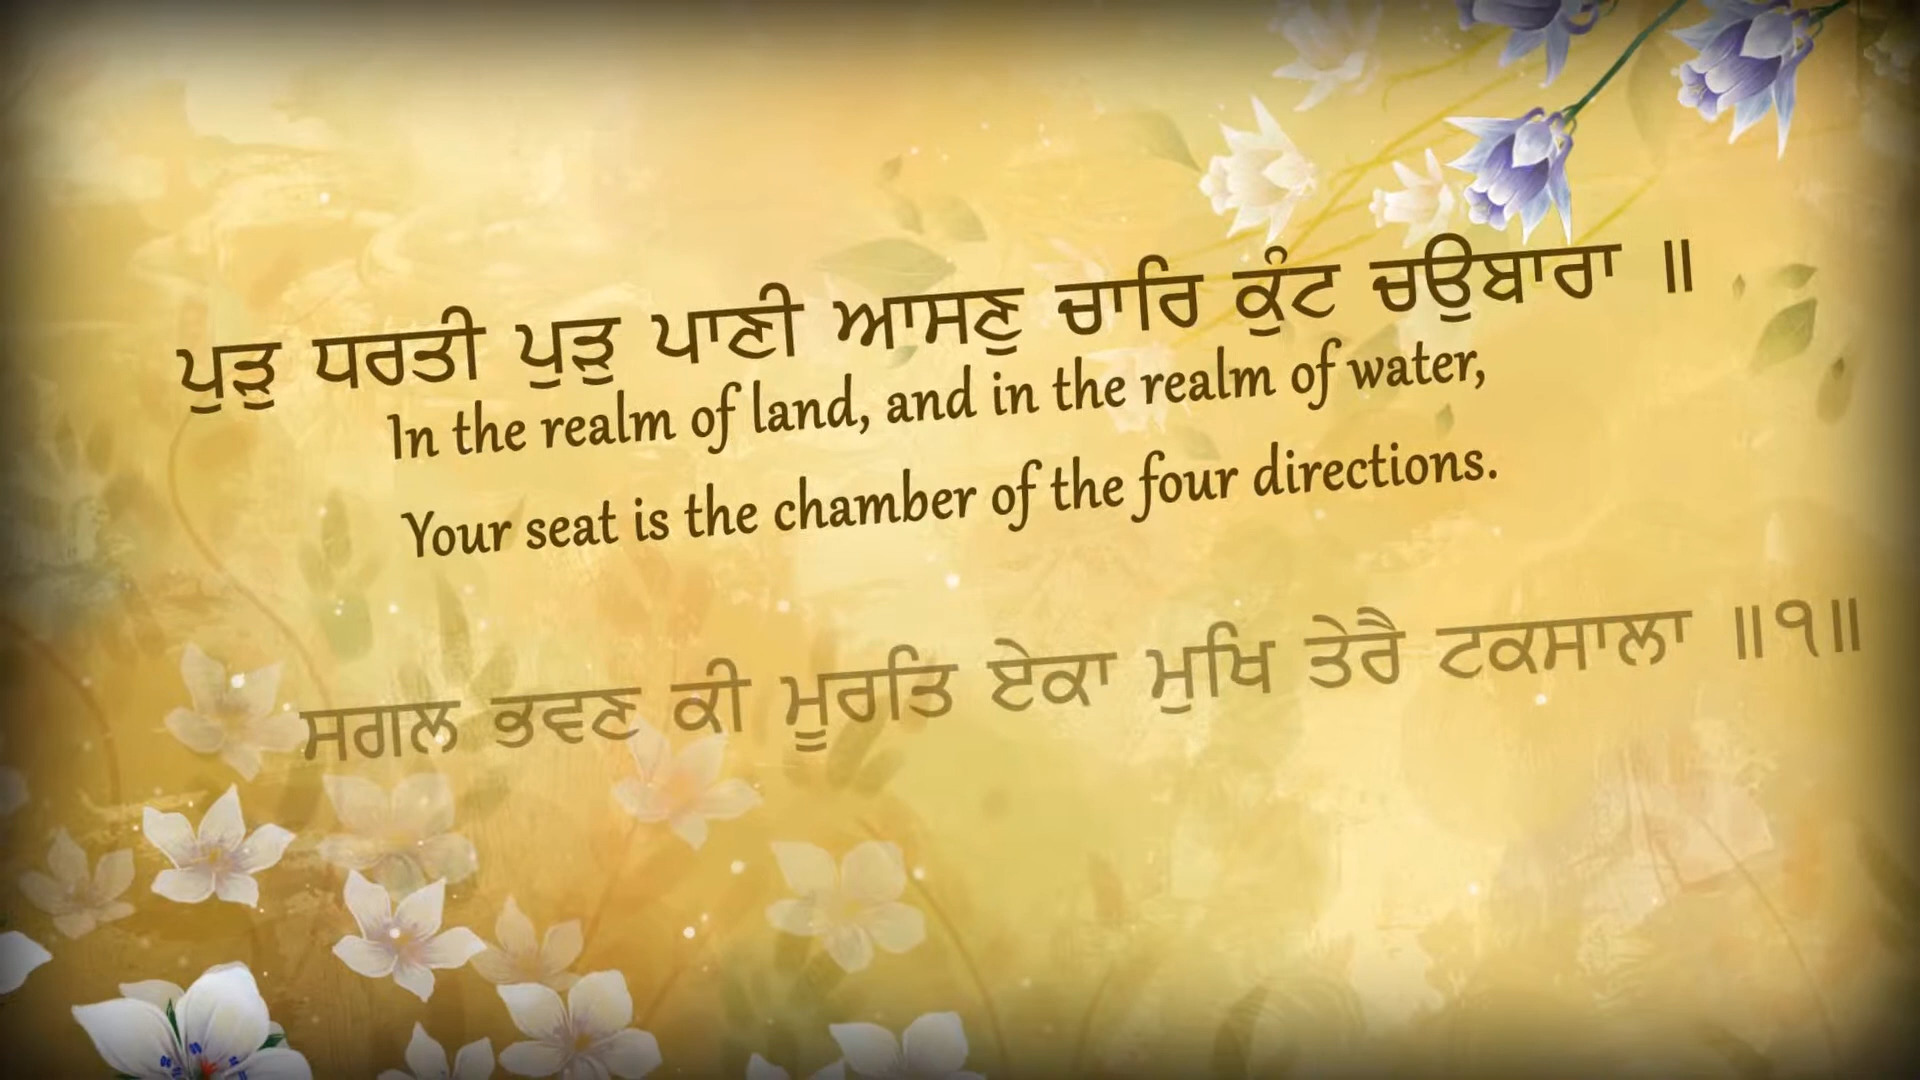 ਪੁੜੁ ਧਰਤੀ ਪੁੜੁ ਪਾਣੀ ਆਸਣੁ ਚਾਰਿ ਕੁੰਟ ਚਉਬਾਰਾ ॥
In the realm of land, and in the realm of water,
Your seat is the chamber of the four directions.
ਸਗਲ ਭਵਣ ਕੀ ਮੂਰਤਿ ਏਕਾ ਮੁਖਿ ਤੇਰੈ ਟਕਸਾਲਾ ॥੧॥